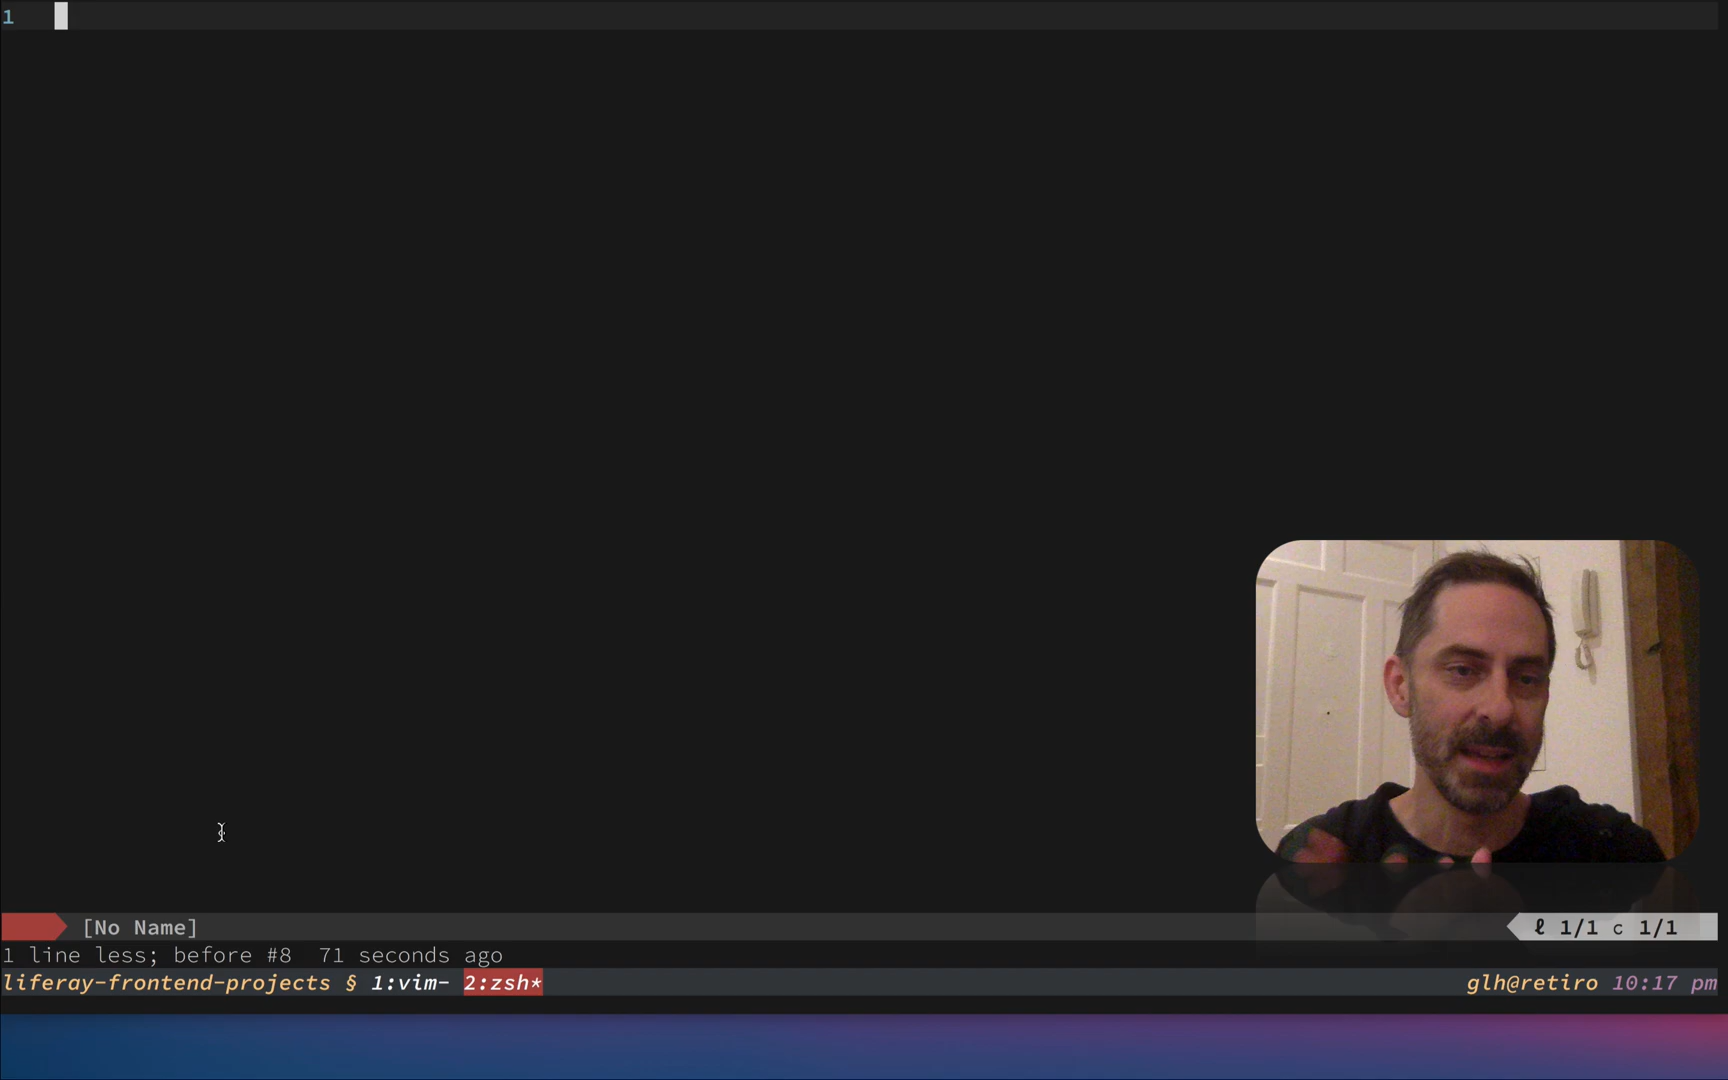 1
[No Name] ℓ 1/1 c 1/1
1 line less; before #8  71 seconds ago
liferay-frontend-projects § 1:vim- 2:zsh* glh@retiro 10:17 pm